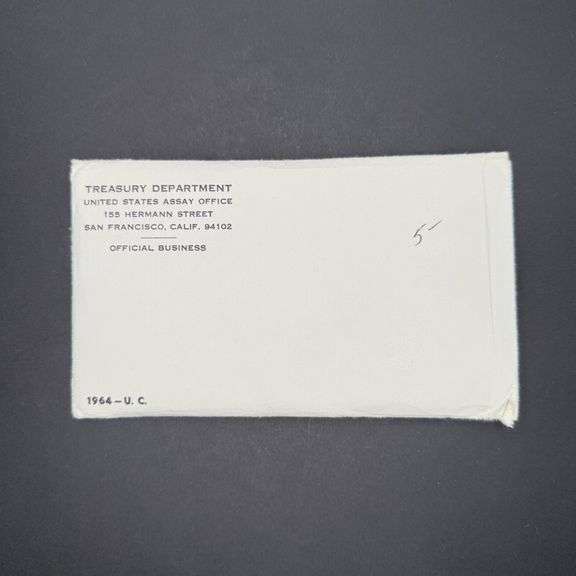 TREASURY DEPARTMENT
UNITED STATES ASSAY OFFICE
155 HERMANN STREET
SAN FRANCISCO, CALIF. 94102
OFFICIAL BUSINESS
5-
1964 – U. C.